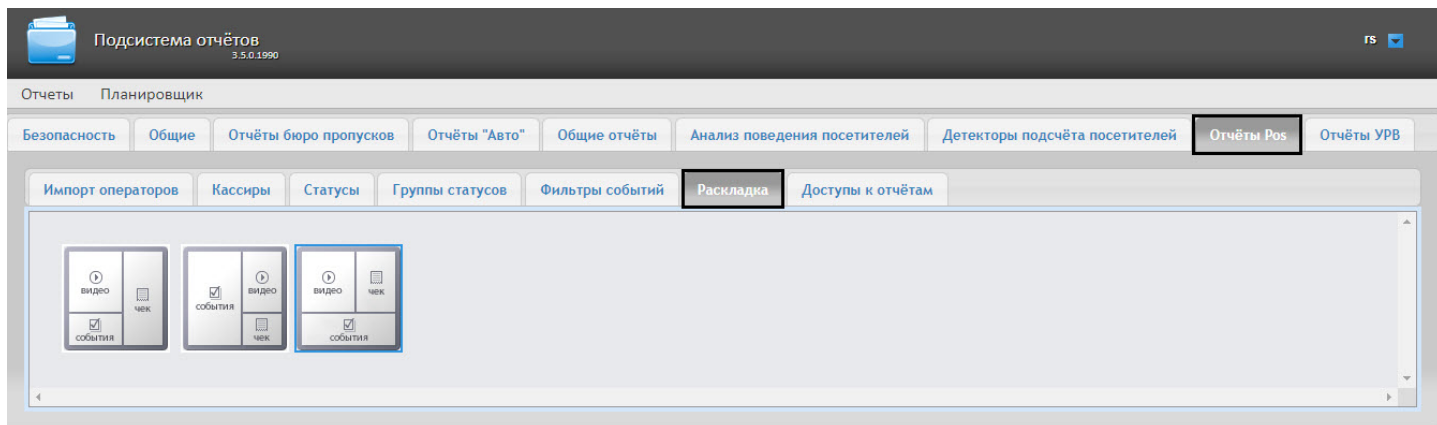 Подсистема отчётов
3.5.0.1990
rs
Отчеты Планировщик
Безопасность Общие Отчёты бюро пропусков Отчёты "Авто" Общие отчёты Анализ поведения посетителей Детекторы подсчёта посетителей Отчёты Pos Отчёты УРВ
Импорт операторов Кассиры Статусы Группы статусов Фильтры событий Раскладка Доступы к отчётам
видео
чек
события
события
видео
чек
видео
чек
события